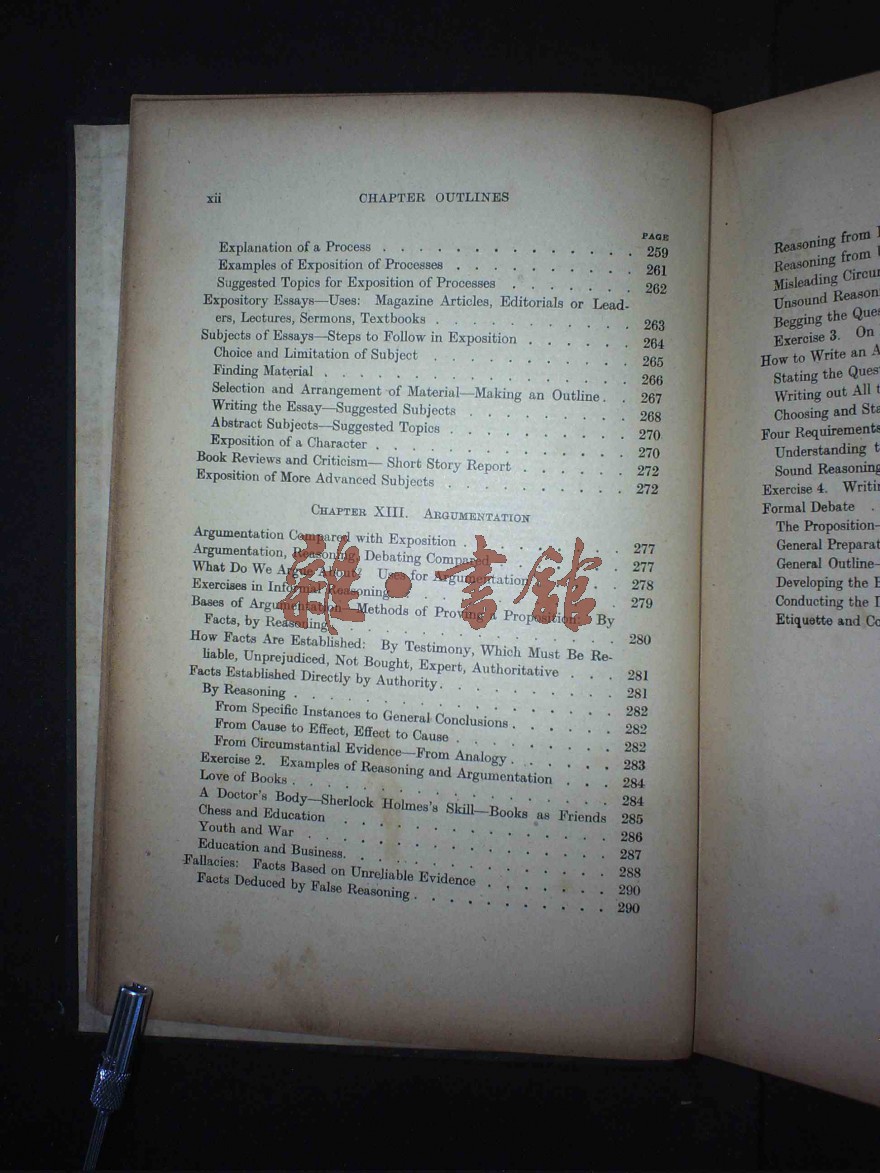 xii CHAPTER OUTLINES
PAGE
Explanation of a Process . . . . . . . . . . . . . . 259
Examples of Exposition of Processes . . . . . . . . . . 261
Suggested Topics for Exposition of Processes . . . . . . . 262
Expository Essays—Uses: Magazine Articles, Editorials or Lead-
ers, Lectures, Sermons, Textbooks . . . . . . . . . . . 263
Subjects of Essays—Steps to Follow in Exposition . . . . . . 264
Choice and Limitation of Subject . . . . . . . . . . . 265
Finding Material . . . . . . . . . . . . . . . . . 266
Selection and Arrangement of Material—Making an Outline . . 267
Writing the Essay—Suggested Subjects . . . . . . . . . 268
Abstract Subjects—Suggested Topics . . . . . . . . . . 270
Exposition of a Character . . . . . . . . . . . . . . 270
Book Reviews and Criticism— Short Story Report . . . . . . 272
Exposition of More Advanced Subjects . . . . . . . . . . 272
CHAPTER XIII. ARGUMENTATION
Argumentation Compared with Exposition . . . . . . . . . 277
Argumentation, Reasoning, Debating Compared . . . . . . . 277
What Do We Argue About? Uses for Argumentation . . . . . 278
Exercises in Informal Reasoning . . . . . . . . . . . . 279
Bases of Argumentation—Methods of Proving a Proposition: By
Facts, by Reasoning . . . . . . . . . . . . . . . . 280
How Facts Are Established: By Testimony, Which Must Be Re-
liable, Unprejudiced, Not Bought, Expert, Authoritative . . . 281
Facts Established Directly by Authority . . . . . . . . . . 281
By Reasoning . . . . . . . . . . . . . . . . . . 282
From Specific Instances to General Conclusions . . . . . . 282
From Cause to Effect, Effect to Cause . . . . . . . . . 282
From Circumstantial Evidence—From Analogy . . . . . . 283
Exercise 2. Examples of Reasoning and Argumentation . . . 284
Love of Books . . . . . . . . . . . . . . . . . . 284
A Doctor's Body—Sherlock Holmes's Skill—Books as Friends 285
Chess and Education . . . . . . . . . . . . . . . 286
Youth and War . . . . . . . . . . . . . . . . . 287
Education and Business . . . . . . . . . . . . . . 288
Fallacies: Facts Based on Unreliable Evidence . . . . . . . 290
Facts Deduced by False Reasoning . . . . . . . . . . . 290
雜·書館
Reasoning from
Reasoning from
Misleading
Unsound
Begging the
Exercise 3. On
How to Write an A
Stating the
Writing out All t
Choosing and
Four Requirements
Understanding t
Sound Reasoning
Exercise 4.
Formal Debate .
The Proposition—
General
General Outline—
Developing the
Conducting the
Etiquette and